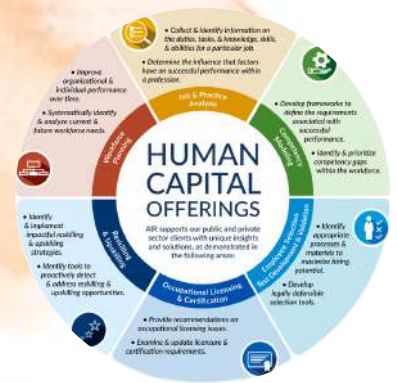 • Collect & Identify information on
the duties, tasks, & knowledge, skills,
& abilities for a particular job.
• Determine the influence that factors
have on successful performance within
a profession.
Job & Practice
Analysis
• Develop frameworks to
define the requirements
associated with
successful
performance.
• Identify & prioritize
competency gaps
within the workforce.
Competency
Modeling
• Identify
appropriate
processes &
materials to
maximize hiring
potential.
• Develop
legally defensible
selection tools.
Employee Selection
Test Development & Validation
• Provide recommendations on
occupational licensing issues.
• Examine & update licensure &
certification requirements.
Occupational Licensing
& Certification
• Identify
& implement
impactful reskilling
& upskilling
strategies.
• Identify tools to
proactively detect
& address reskilling &
upskilling opportunities.
Reskilling
& Upskilling
• Improve
organizational &
individual performance
over time.
• Systematically identify
& analyze current &
future workforce needs.
Workforce
Planning
HUMAN
CAPITAL
OFFERINGS
AIR supports our public and private
sector clients with unique insights
and solutions, as demonstrated in
the following areas: